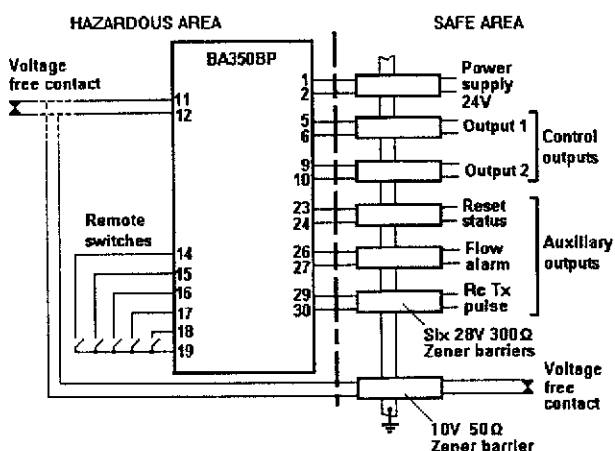 HAZARDOUS AREA
SAFE AREA
BA350BP
Voltage
free contact
11
12
Remote
switches
14
15
16
17
18
19
1
2
5
6
9
10
23
24
26
27
29
30
Power
supply
24V
Output 1
Output 2
Control
outputs
Reset
status
Flow
alarm
Re Tx
pulse
Auxiliary
outputs
Six 28V 300Ω
Zener barriers
Voltage
free
contact
10V 50Ω
Zener barrier